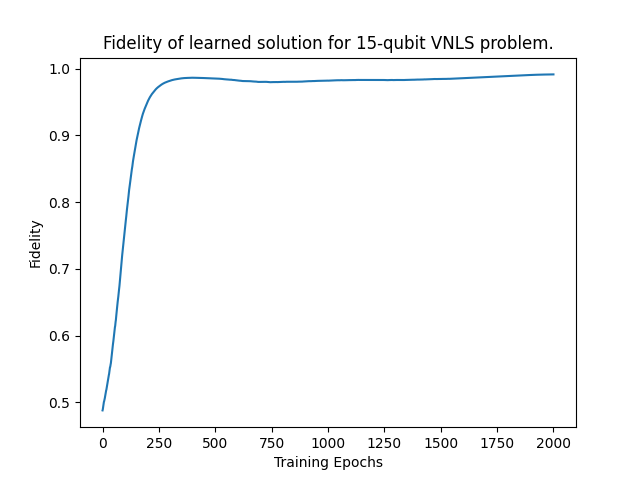 Fidelity of learned solution for 15-qubit VNLS problem.
1.0
0.9
0.8
0.7
0.6
0.5
Fidelity
0 250 500 750 1000 1250 1500 1750 2000
Training Epochs